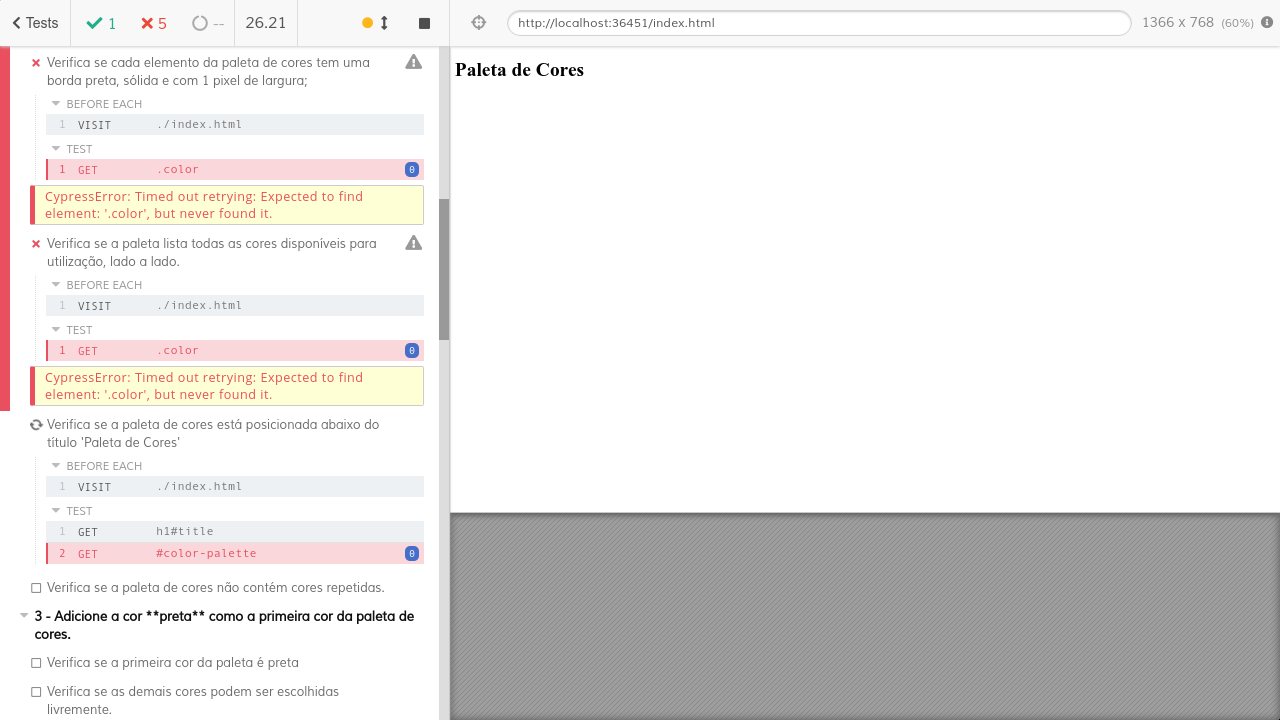 Tests 1 5 -- 26.21 http://localhost:36451/index.html 1366 x 768 (60%)
Verifica se cada elemento da paleta de cores tem uma
borda preta, sólida e com 1 pixel de largura;
BEFORE EACH
1 VISIT ./index.html
TEST
1 GET .color 0
CypressError: Timed out retrying: Expected to find
element: '.color', but never found it.
Verifica se a paleta lista todas as cores disponíveis para
utilização, lado a lado.
BEFORE EACH
1 VISIT ./index.html
TEST
1 GET .color 0
CypressError: Timed out retrying: Expected to find
element: '.color', but never found it.
Verifica se a paleta de cores está posicionada abaixo do
título 'Paleta de Cores'
BEFORE EACH
1 VISIT ./index.html
TEST
1 GET h1#title
2 GET #color-palette 0
Verifica se a paleta de cores não contém cores repetidas.
3 - Adicione a cor **preta** como a primeira cor da paleta de
cores.
Verifica se a primeira cor da paleta é preta
Verifica se as demais cores podem ser escolhidas
livremente.
Paleta de Cores